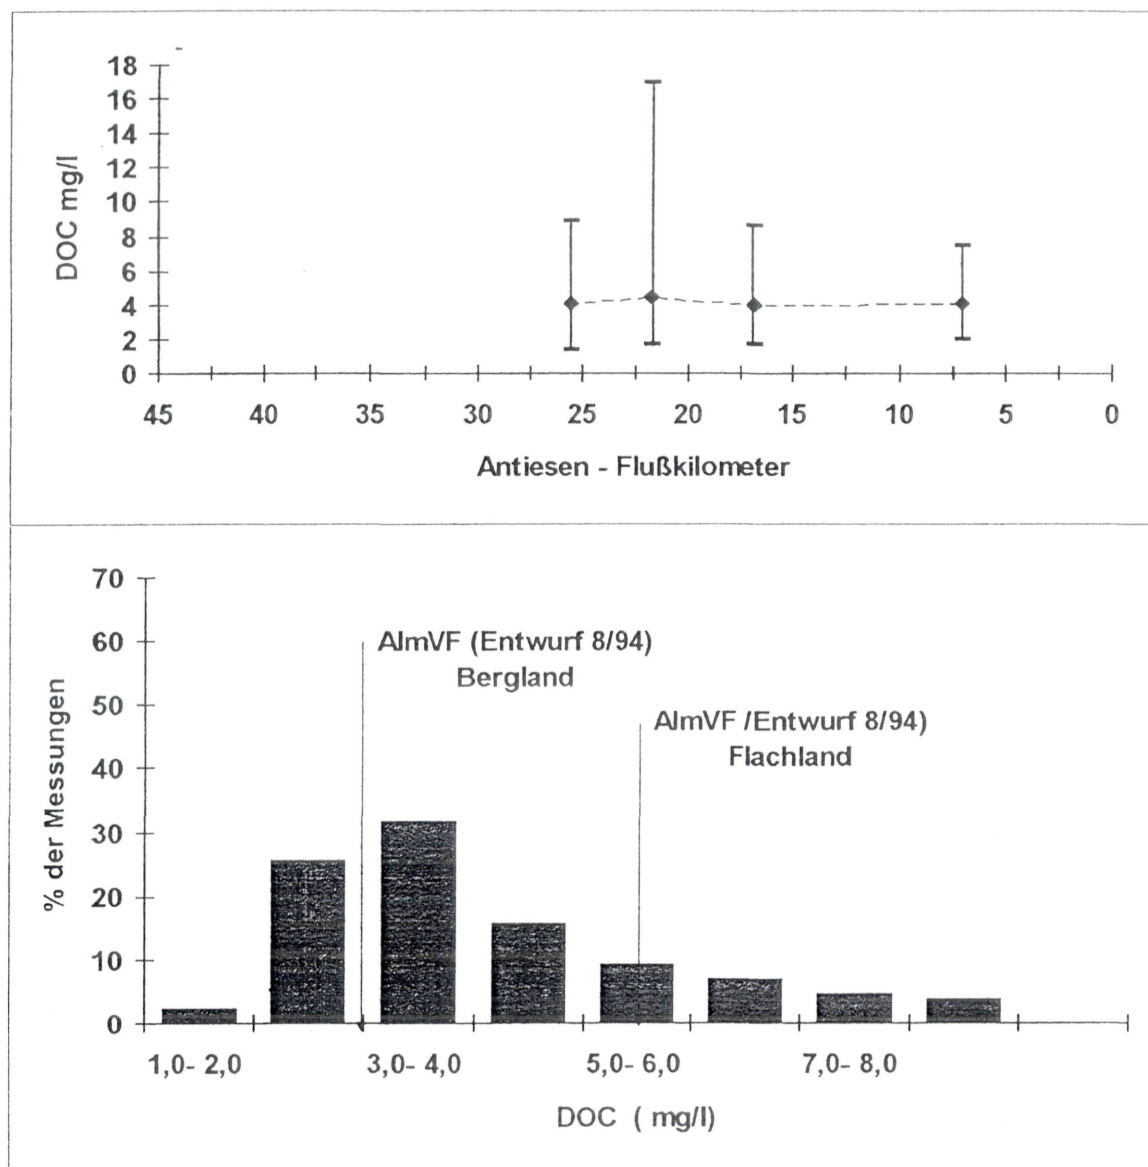 18
16
14
12
10
8
6
4
2
0
DOC mg/l
45 40 35 30 25 20 15 10 5 0
Antiesen - Flußkilometer
70
60
50
40
30
20
10
0
% der Messungen
AlmVF (Entwurf 8/94)
Bergland
AlmVF /Entwurf 8/94)
Flachland
1,0- 2,0 3,0- 4,0 5,0- 6,0 7,0- 8,0
DOC ( mg/l)